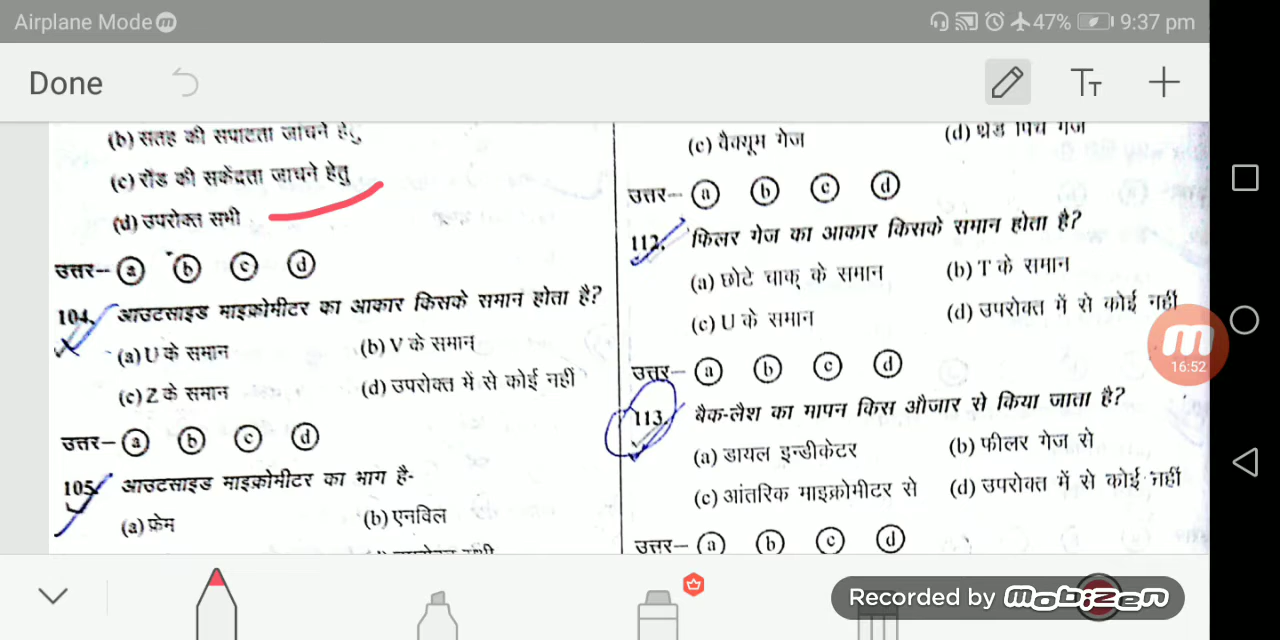 Airplane Mode
47%
9:37 pm
Done
(b) सतह की सपाटता जांचने हेतु
(c) रॉड की सकेंद्रता जाचने हेतु
(d) उपरोक्त सभी
उत्तर– a b c d
104. आउटसाइड माइक्रोमीटर का आकार किसके समान होता है?
(a) U के समान (b) V के समान
(c) Z के समान (d) उपरोक्त में से कोई नहीं
उत्तर– a b c d
105. आउटसाइड माइक्रोमीटर का भाग है-
(a) फ्रेम (b) एनविल
(c) वैक्यूम गेज (d) थ्रेड पिच गेज
उत्तर– a b c d
112. फिलर गेज का आकार किसके समान होता है?
(a) छोटे चाकू के समान (b) T के समान
(c) U के समान (d) उपरोक्त में से कोई नहीं
उत्तर– a b c d
113. बैक-लैश का मापन किस औजार से किया जाता है?
(a) डायल इन्डीकेटर (b) फीलर गेज से
(c) आंतरिक माइक्रोमीटर से (d) उपरोक्त में से कोई नहीं
उत्तर– a b c d
16:52
Recorded by Mobizen